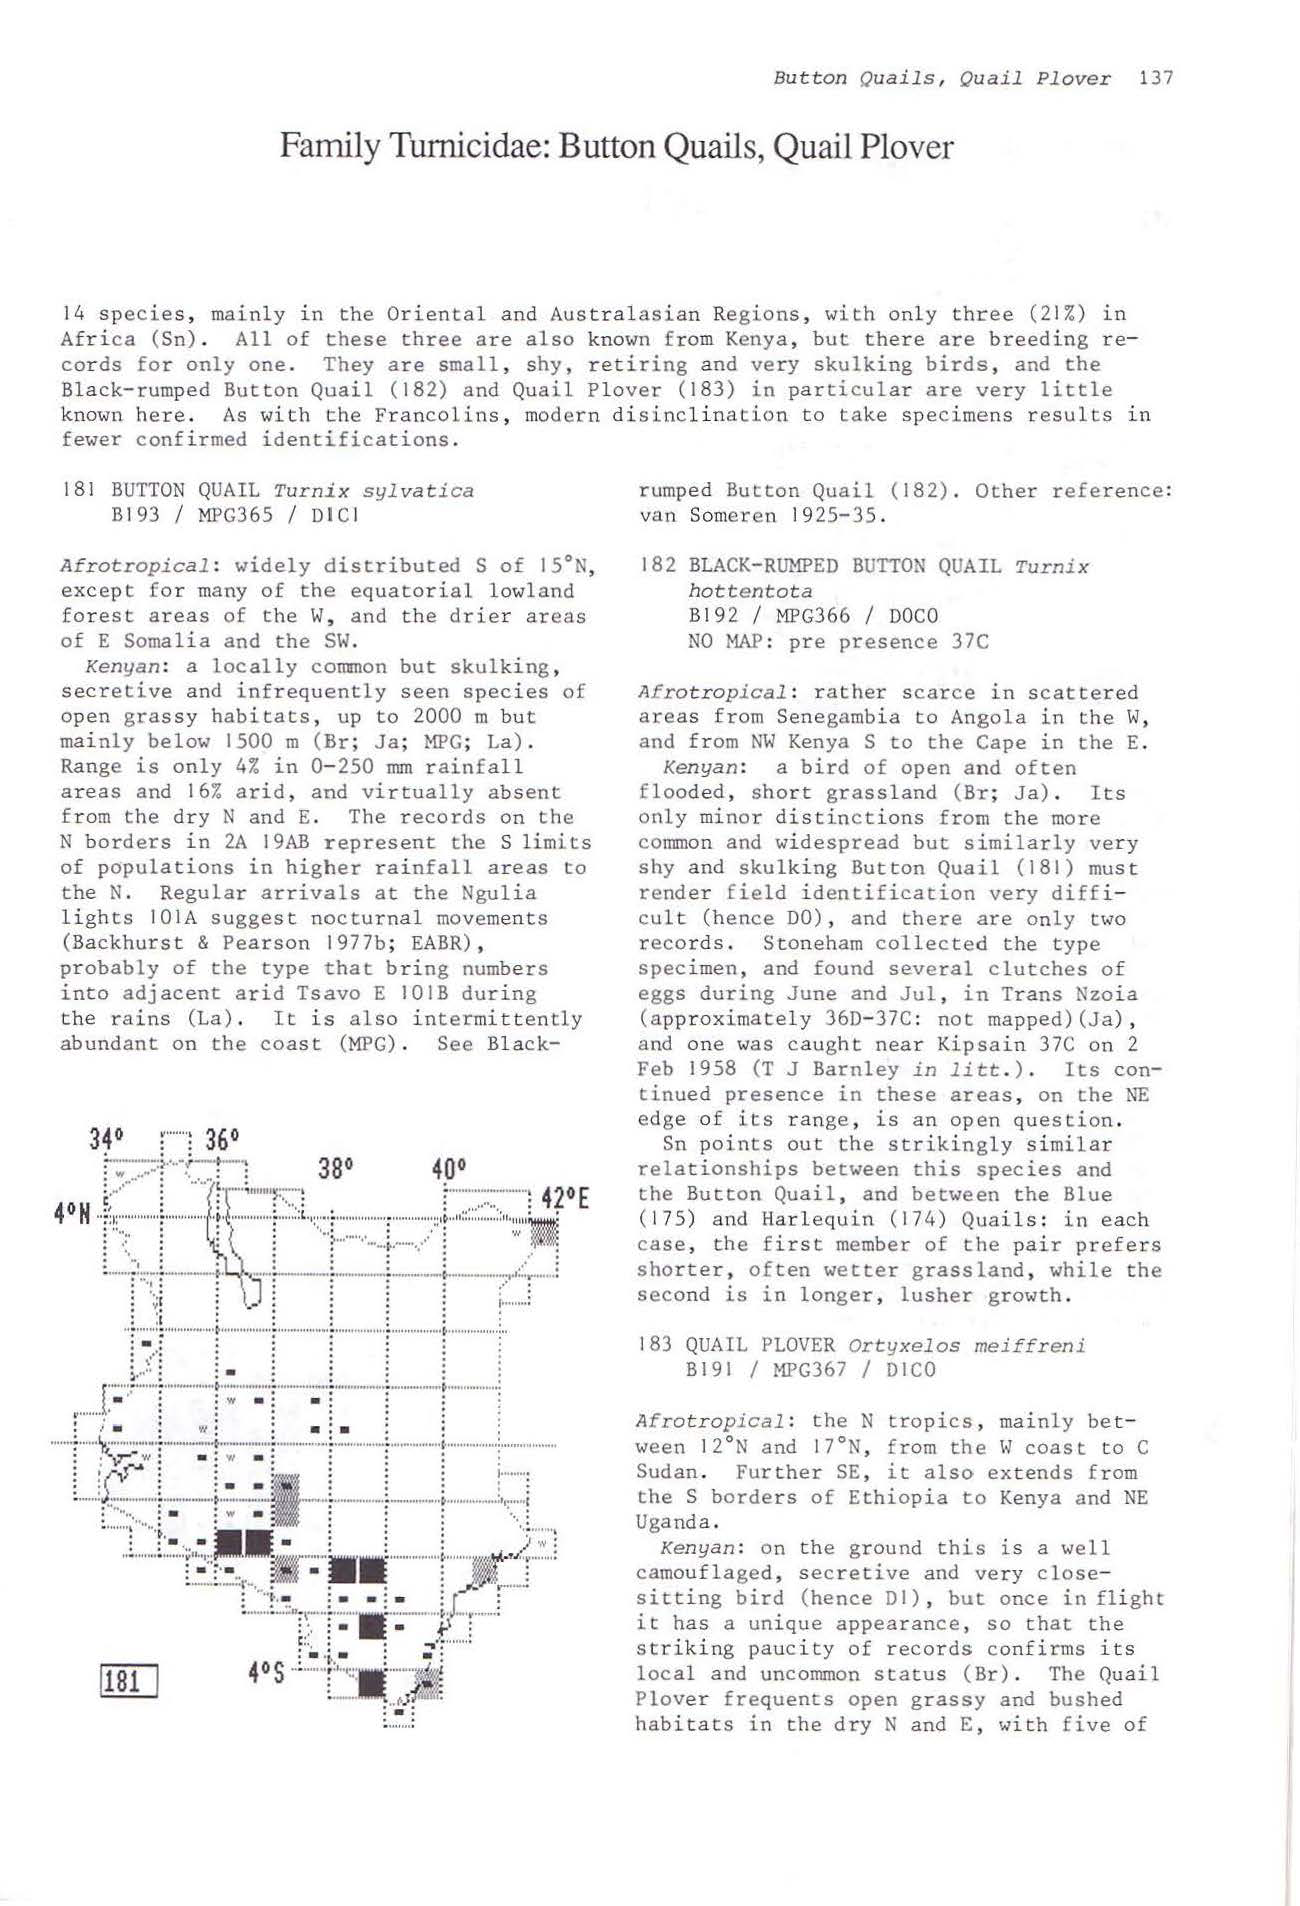 Button Quails, Quail Plover 137
Family Turnicidae: Button Quails, Quail Plover
14 species, mainly in the Oriental and Australasian Regions, with only three (21%) in
Africa (Sn). All of these three are also known from Kenya, but there are breeding re-
cords for only one. They are small, shy, retiring and very skulking birds, and the
Black-rumped Button Quail (182) and Quail Plover (183) in particular are very little
known here. As with the Francolins, modern disinclination to take specimens results in
fewer confirmed identifications.
181 BUTTON QUAIL Turnix sylvatica
B193 / MPG365 / D1C1
Afrotropical: widely distributed S of 15°N,
except for many of the equatorial lowland
forest areas of the W, and the drier areas
of E Somalia and the SW.
Kenyan: a locally common but skulking,
secretive and infrequently seen species of
open grassy habitats, up to 2000 m but
mainly below 1500 m (Br; Ja; MPG; La).
Range is only 4% in 0-250 mm rainfall
areas and 16% arid, and virtually absent
from the dry N and E. The records on the
N borders in 2A 19AB represent the S limits
of populations in higher rainfall areas to
the N. Regular arrivals at the Ngulia
lights 101A suggest nocturnal movements
(Backhurst & Pearson 1977b; EABR),
probably of the type that bring numbers
into adjacent arid Tsavo E 101B during
the rains (La). It is also intermittently
abundant on the coast (MPG). See Black-
34° 36°
38° 40°
4°N 42°E
W
W
W
W
W
W W
W
W
181 4°S
rumped Button Quail (182). Other reference:
van Someren 1925-35.
182 BLACK-RUMPED BUTTON QUAIL Turnix
hottentota
B192 / MPG366 / D0C0
NO MAP: pre presence 37C
Afrotropical: rather scarce in scattered
areas from Senegambia to Angola in the W,
and from NW Kenya S to the Cape in the E.
Kenyan: a bird of open and often
flooded, short grassland (Br; Ja). Its
only minor distinctions from the more
common and widespread but similarly very
shy and skulking Button Quail (181) must
render field identification very diffi-
cult (hence D0), and there are only two
records. Stoneham collected the type
specimen, and found several clutches of
eggs during June and Jul, in Trans Nzoia
(approximately 36D-37C: not mapped)(Ja),
and one was caught near Kipsain 37C on 2
Feb 1958 (T J Barnley in litt.). Its con-
tinued presence in these areas, on the NE
edge of its range, is an open question.
Sn points out the strikingly similar
relationships between this species and
the Button Quail, and between the Blue
(175) and Harlequin (174) Quails: in each
case, the first member of the pair prefers
shorter, often wetter grassland, while the
second is in longer, lusher growth.
183 QUAIL PLOVER Ortyxelos meiffreni
B191 / MPG367 / D1C0
Afrotropical: the N tropics, mainly bet-
ween 12°N and 17°N, from the W coast to C
Sudan. Further SE, it also extends from
the S borders of Ethiopia to Kenya and NE
Uganda.
Kenyan: on the ground this is a well
camouflaged, secretive and very close-
sitting bird (hence D1), but once in flight
it has a unique appearance, so that the
striking paucity of records confirms its
local and uncommon status (Br). The Quail
Plover frequents open grassy and bushed
habitats in the dry N and E, with five of